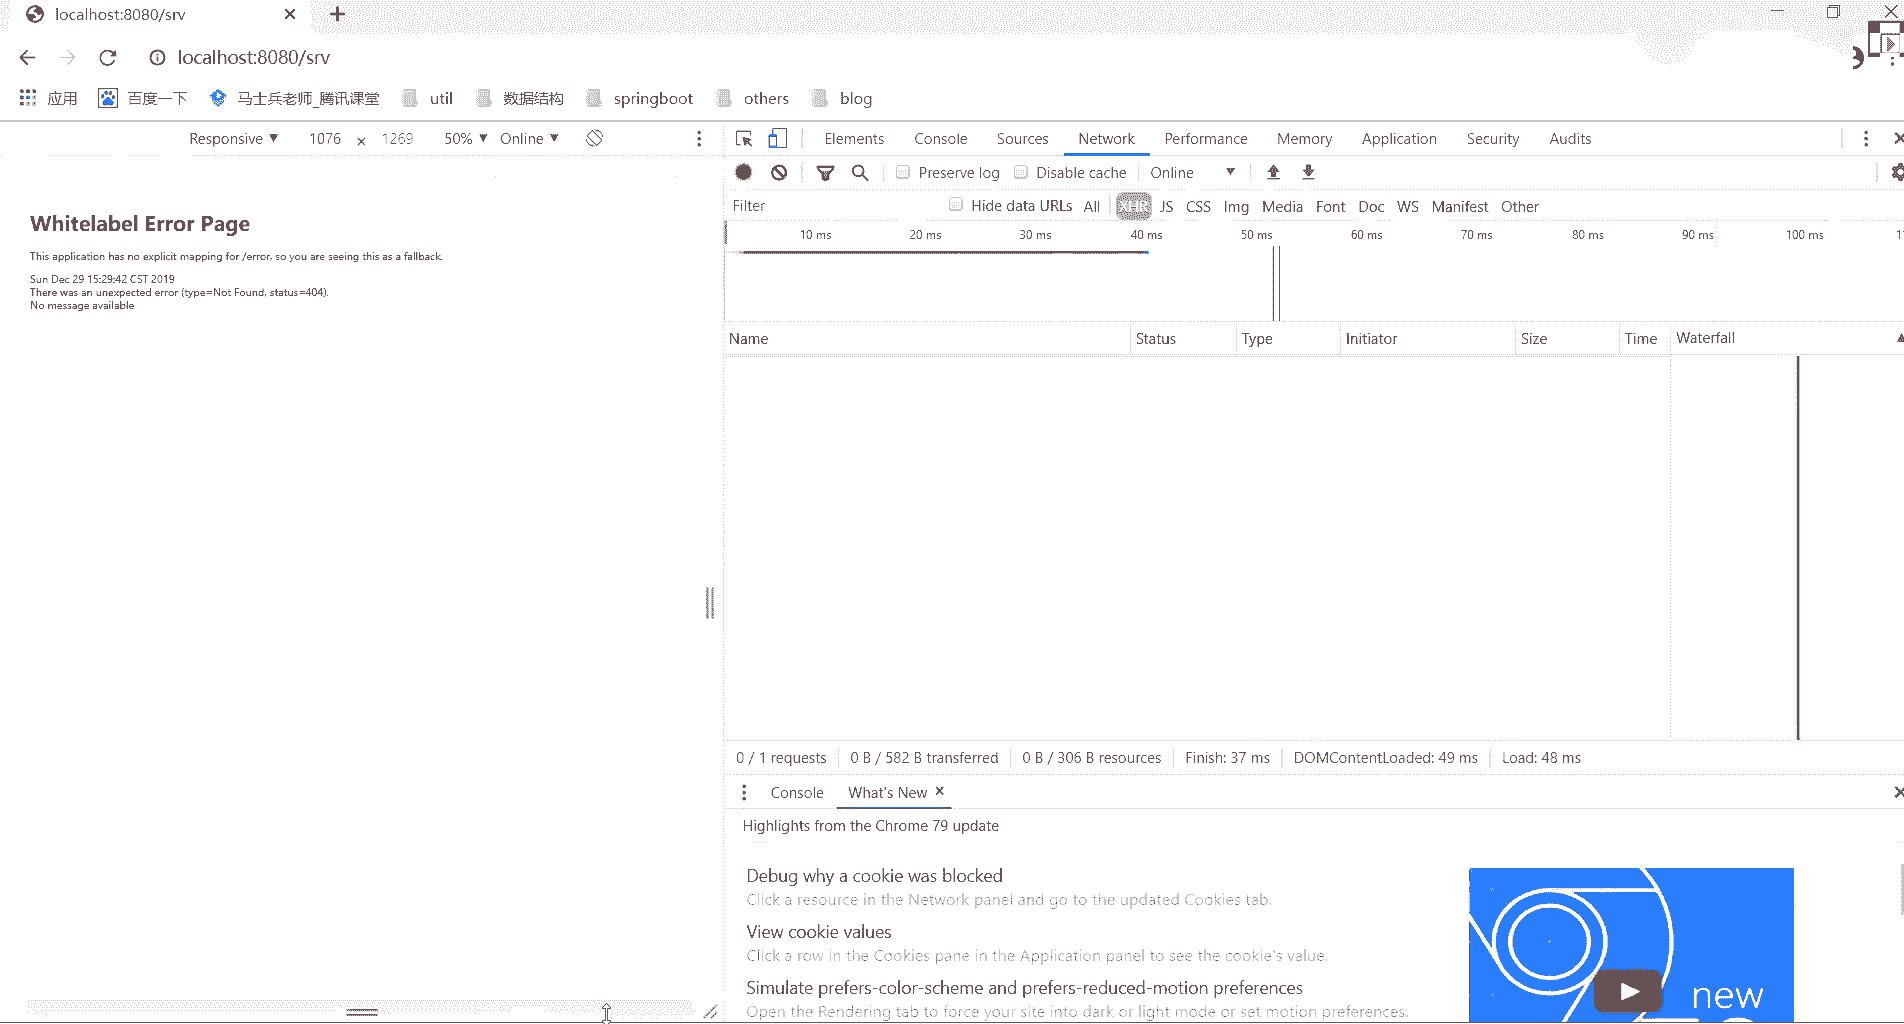 localhost:8080/srv
localhost:8080/srv
应用 百度一下 马士兵老师_腾讯课堂 util 数据结构 springboot others blog
Responsive ▼ 1076 × 1269 50% ▼ Online ▼
Elements Console Sources Network Performance Memory Application Security Audits
Preserve log Disable cache Online ▼
Filter Hide data URLs All XHR JS CSS Img Media Font Doc WS Manifest Other
10 ms 20 ms 30 ms 40 ms 50 ms 60 ms 70 ms 80 ms 90 ms 100 ms
Whitelabel Error Page
This application has no explicit mapping for /error, so you are seeing this as a fallback.
Sun Dec 29 15:29:42 CST 2019
There was an unexpected error (type=Not Found, status=404).
No message available
Name Status Type Initiator Size Time Waterfall
0 / 1 requests 0 B / 582 B transferred 0 B / 306 B resources Finish: 37 ms DOMContentLoaded: 49 ms Load: 48 ms
Console What's New
Highlights from the Chrome 79 update
Debug why a cookie was blocked
Click a resource in the Network panel and go to the updated Cookies tab.
View cookie values
Click a row in the Cookies pane in the Application panel to see the cookie's value.
Simulate prefers-color-scheme and prefers-reduced-motion preferences
Open the Rendering tab to force your site into dark or light mode or set motion preferences.
new